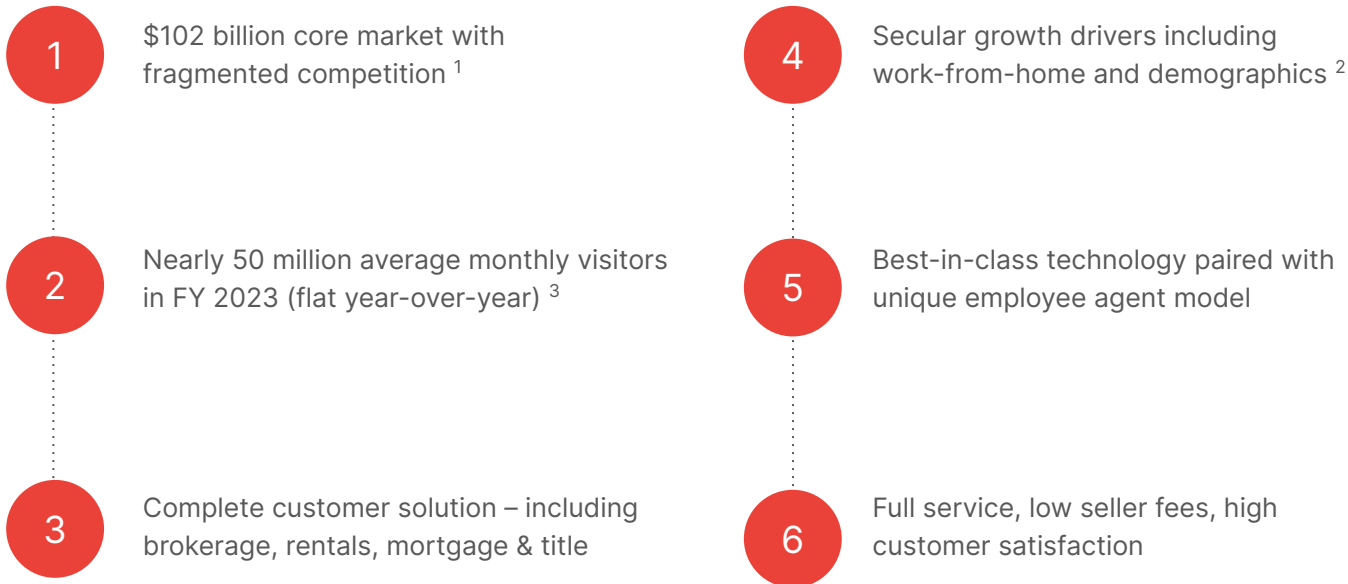 1
$102 billion core market with
fragmented competition 1
2
Nearly 50 million average monthly visitors
in FY 2023 (flat year-over-year) 3
3
Complete customer solution – including
brokerage, rentals, mortgage & title
4
Secular growth drivers including
work-from-home and demographics 2
5
Best-in-class technology paired with
unique employee agent model
6
Full service, low seller fees, high
customer satisfaction